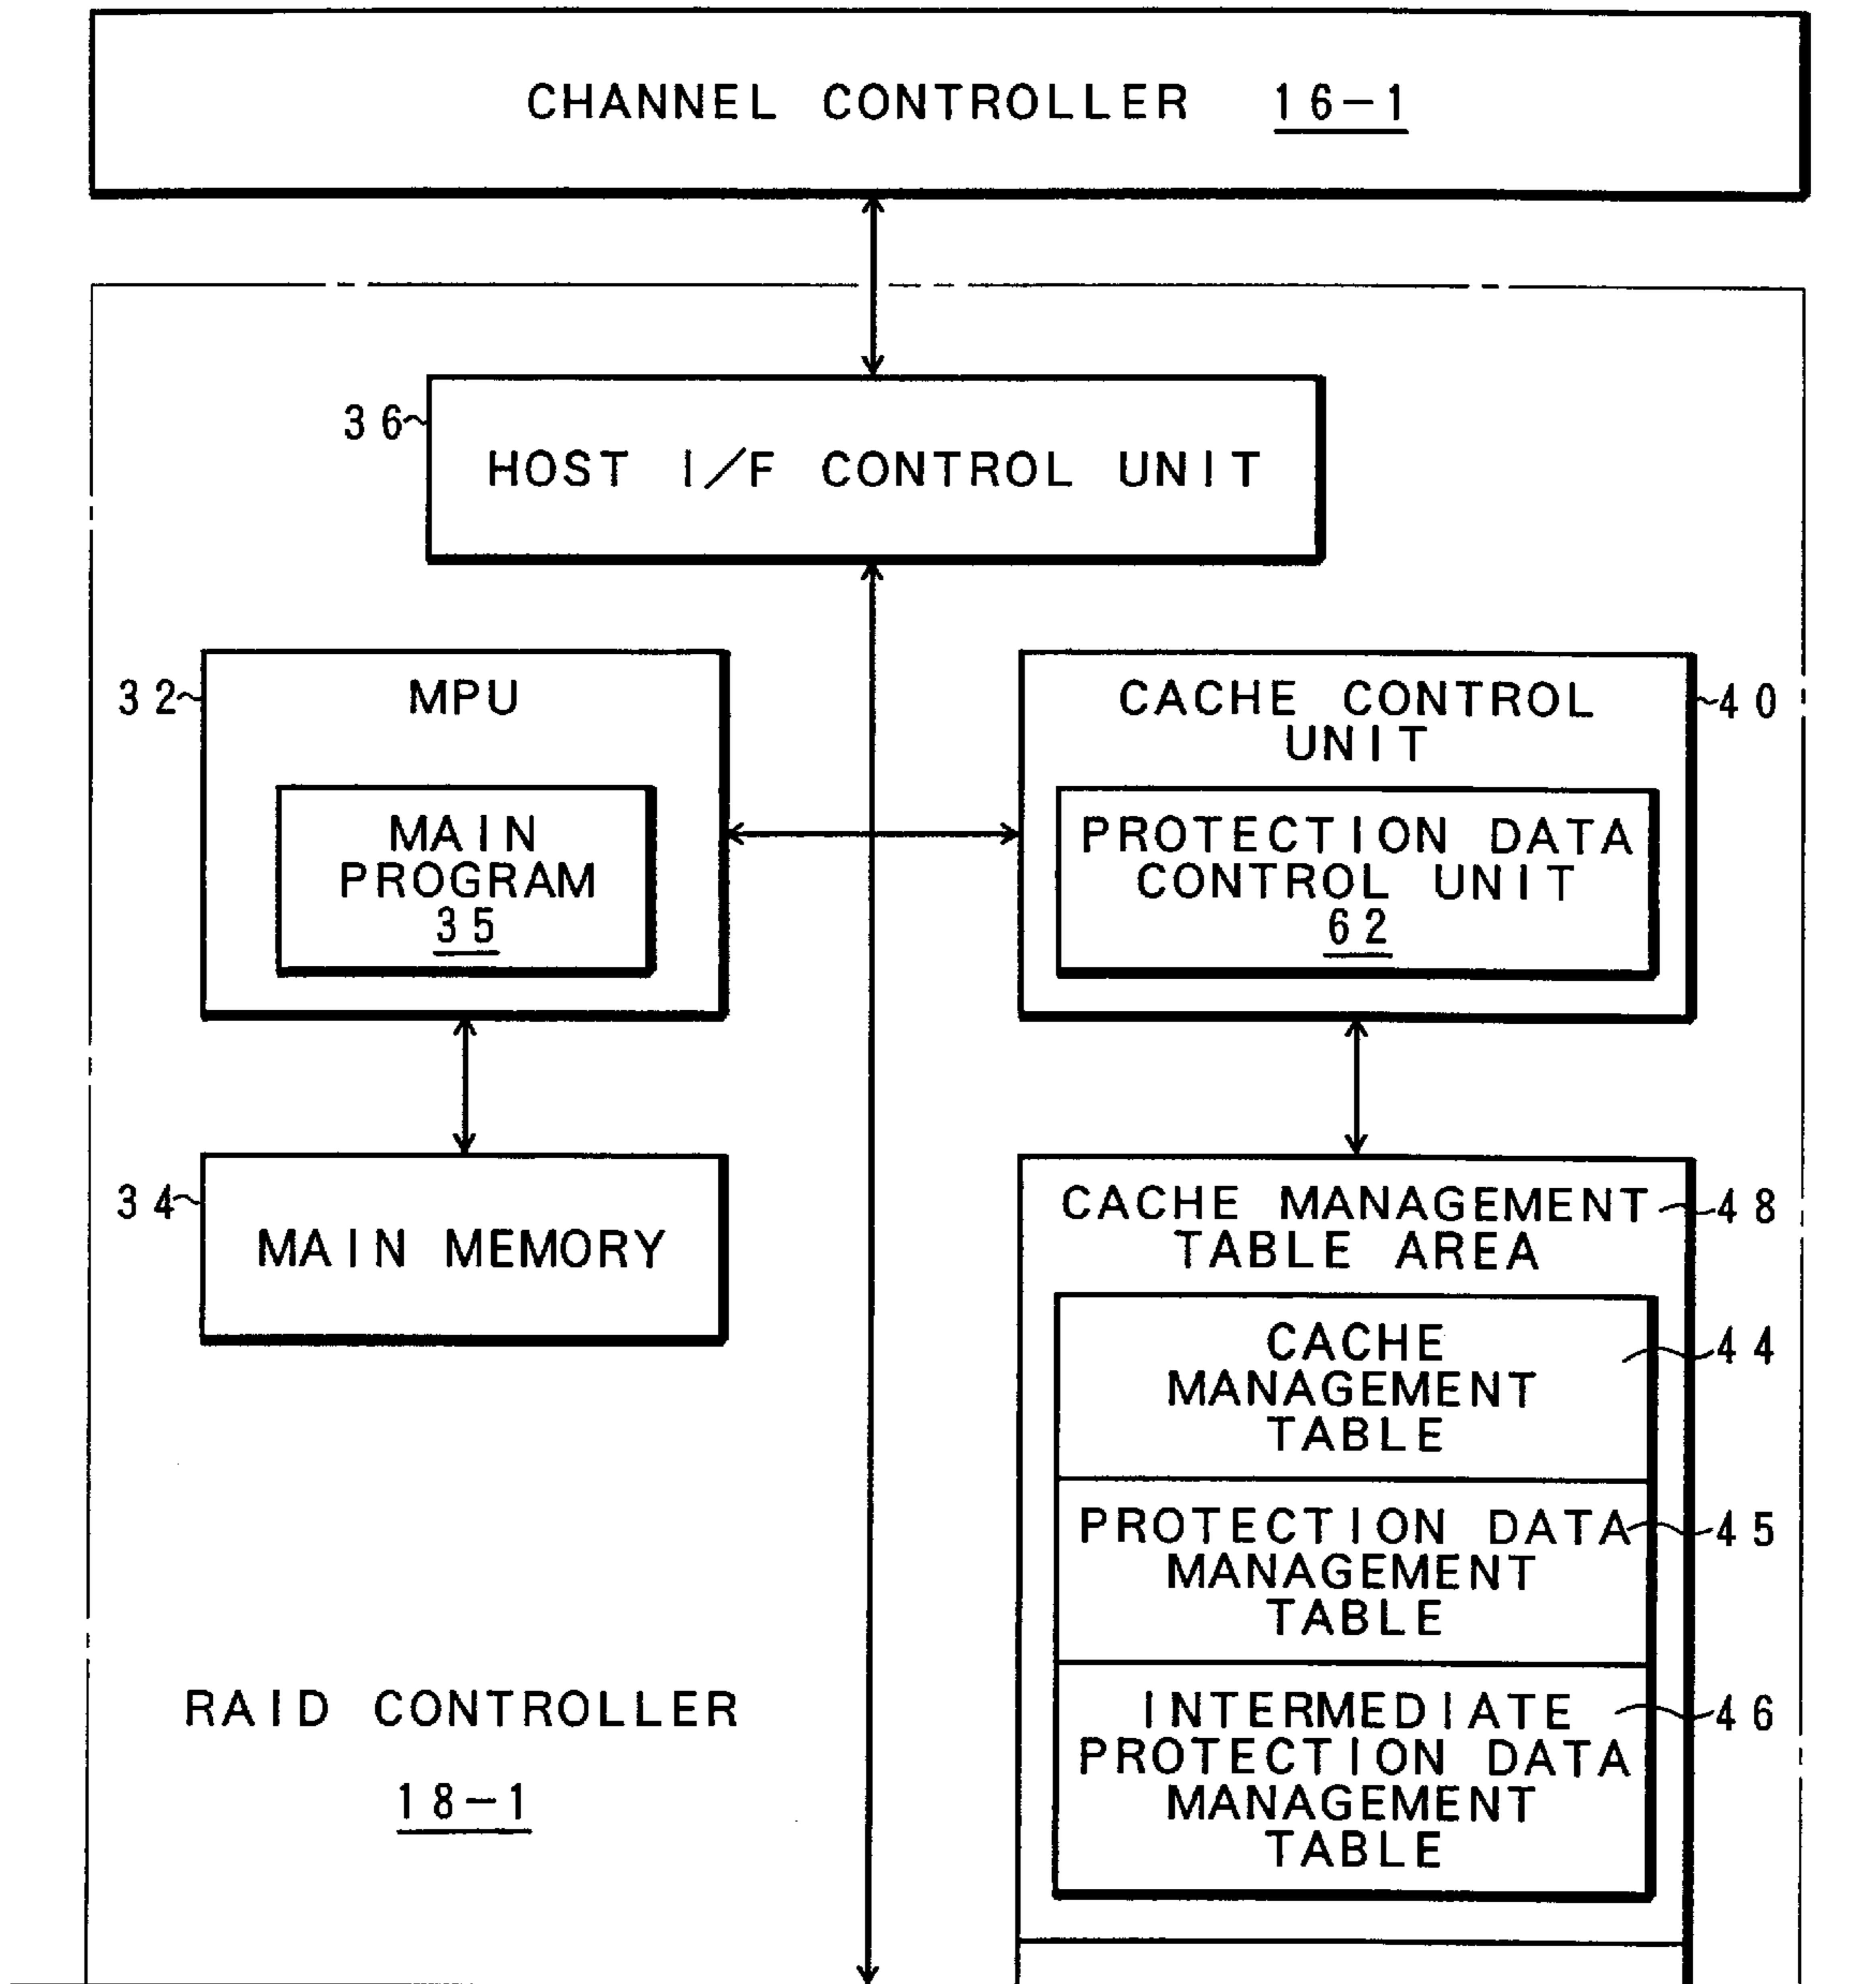 CHANNEL CONTROLLER 16-1
36
HOST I/F CONTROL UNIT
32
MPU
MAIN
PROGRAM
35
CACHE CONTROL
UNIT
40
PROTECTION DATA
CONTROL UNIT
62
34
MAIN MEMORY
CACHE MANAGEMENT
TABLE AREA
48
CACHE
MANAGEMENT
TABLE
44
PROTECTION DATA
MANAGEMENT
TABLE
45
INTERMEDIATE
PROTECTION DATA
MANAGEMENT
TABLE
46
RAID CONTROLLER
18-1